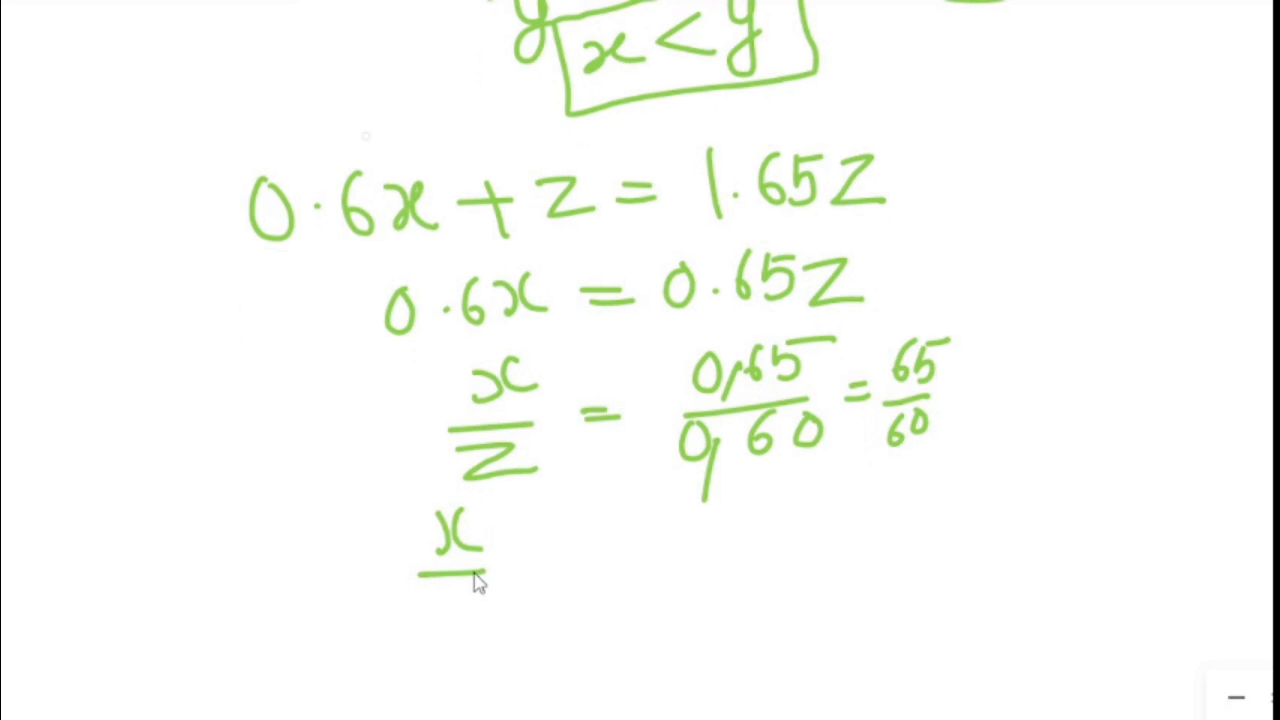 y
x < y
0.6x + z = 1.65z
0.6x = 0.65z
x/z = 0.65/0.60 = 65/60
x